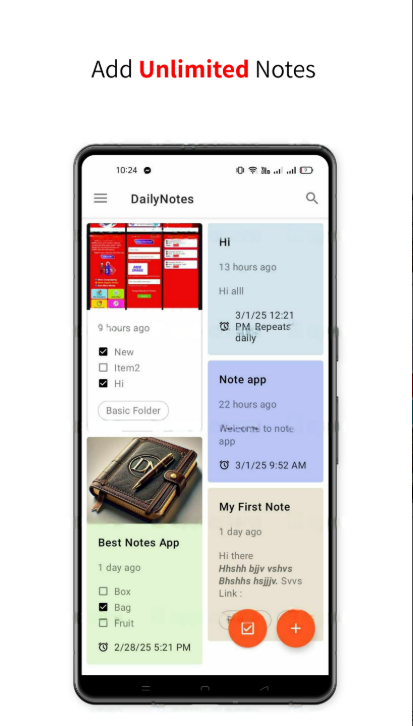 Add Unlimited Notes
10:24
DailyNotes
9 hours ago
New
Item2
Hi
Basic Folder
Best Notes App
1 day ago
Box
Bag
Fruit
2/28/25 5:21 PM
Hi
13 hours ago
Hi alll
3/1/25 12:21
PM Repeats
daily
Note app
22 hours ago
Welcome to note
app
3/1/25 9:52 AM
My First Note
1 day ago
Hi there
Hhshh bjjv vshvs
Bhshhs hsjjjv. Svvs
Link :